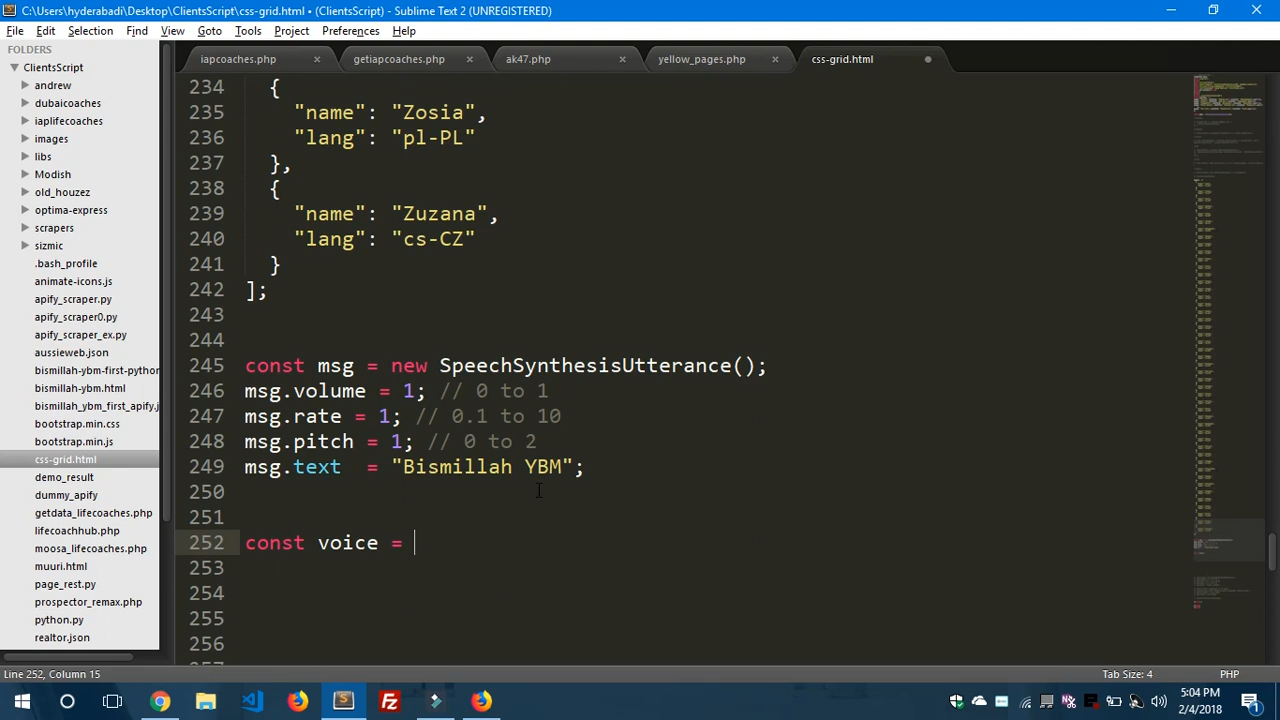 C:\Users\hyderabadi\Desktop\ClientsScript\css-grid.html • (ClientsScript) - Sublime Text 2 (UNREGISTERED)
File Edit Selection Find View Goto Tools Project Preferences Help
FOLDERS
ClientsScript
andrew
dubaicoaches
iaplifecoaches
images
libs
Modish
old_houzez
optima-express
scrapers
sizmic
.bash_profile
animate-icons.js
apify_scraper.py
apify_scraper0.py
apify_scraper_ex.py
aussieweb.json
bismillah-ybm-first-python
bismillah-ybm.html
bismillah_ybm_first_apify.j
bootstrap.min.css
bootstrap.min.js
css-grid.html
demo_result
dummy_apify
getdata_lifecoaches.php
lifecoachhub.php
moosa_lifecoaches.php
muuri.html
page_rest.py
prospector_remax.php
python.py
realtor.json
iapcoaches.php × getiapcoaches.php × ak47.php × yellow_pages.php × css-grid.html
234 {
235 "name": "Zosia",
236 "lang": "pl-PL"
237 },
238 {
239 "name": "Zuzana",
240 "lang": "cs-CZ"
241 }
242 ];
243
244
245 const msg = new SpeechSynthesisUtterance();
246 msg.volume = 1; // 0 to 1
247 msg.rate = 1; // 0.1 to 10
248 msg.pitch = 1; // 0 to 2
249 msg.text  = "Bismillah YBM";
250
251
252 const voice =
253
254
255
256
Line 252, Column 15 Tab Size: 4 PHP
5:04 PM
2/4/2018